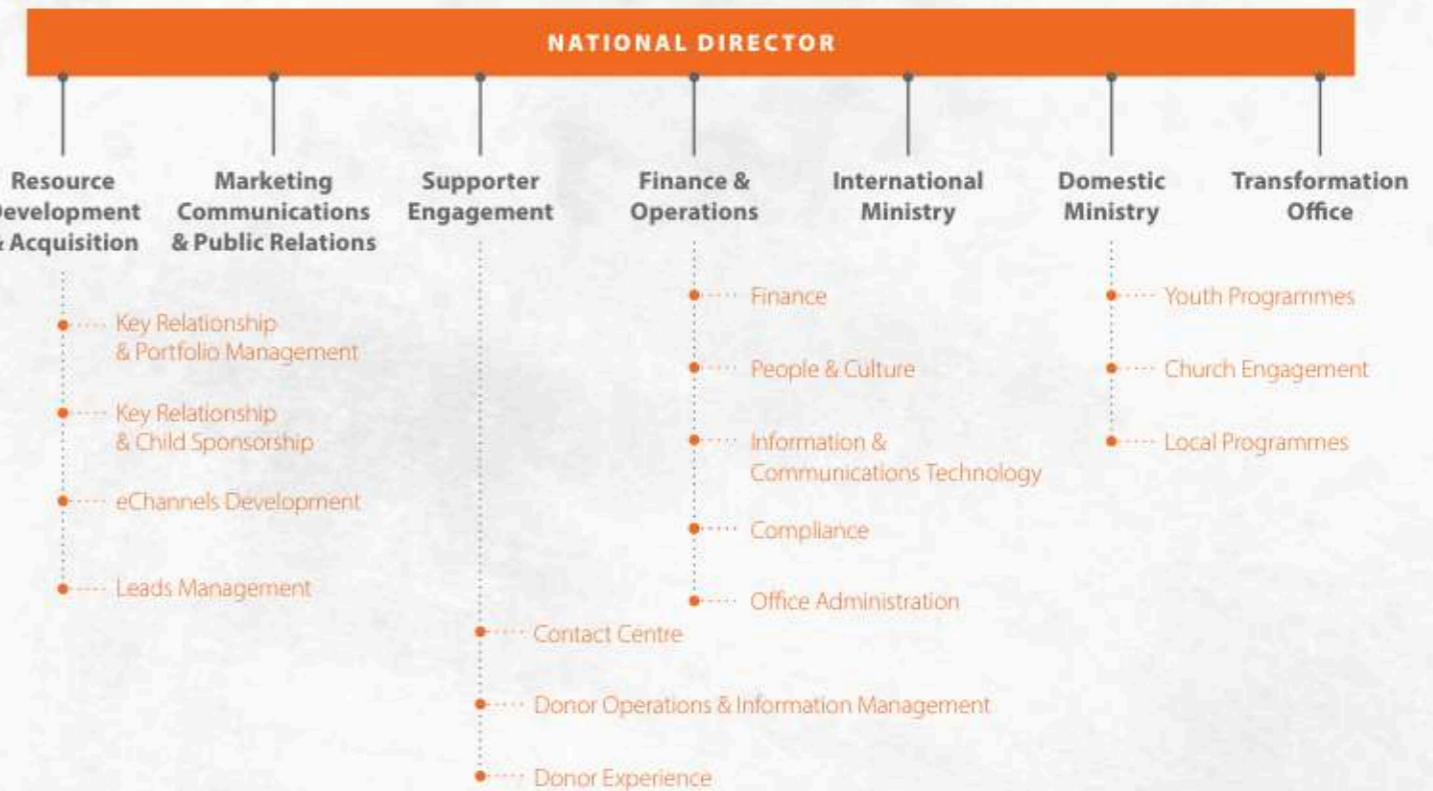 NATIONAL DIRECTOR
Resource
Development
& Acquisition
Marketing
Communications
& Public Relations
Supporter
Engagement
Finance &
Operations
International
Ministry
Domestic
Ministry
Transformation
Office
Key Relationship
& Portfolio Management
Key Relationship
& Child Sponsorship
eChannels Development
Leads Management
Contact Centre
Donor Operations & Information Management
Donor Experience
Finance
People & Culture
Information &
Communications Technology
Compliance
Office Administration
Youth Programmes
Church Engagement
Local Programmes